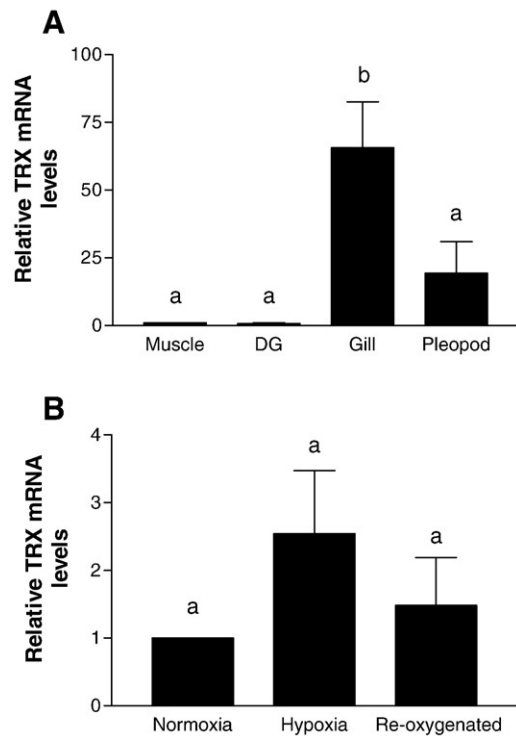 A
Relative TRX mRNA
levels
100
75
50
25
0
a
a
b
a
Muscle
DG
Gill
Pleopod
B
Relative TRX mRNA
levels
4
3
2
1
0
a
a
a
Normoxia
Hypoxia
Re-oxygenated